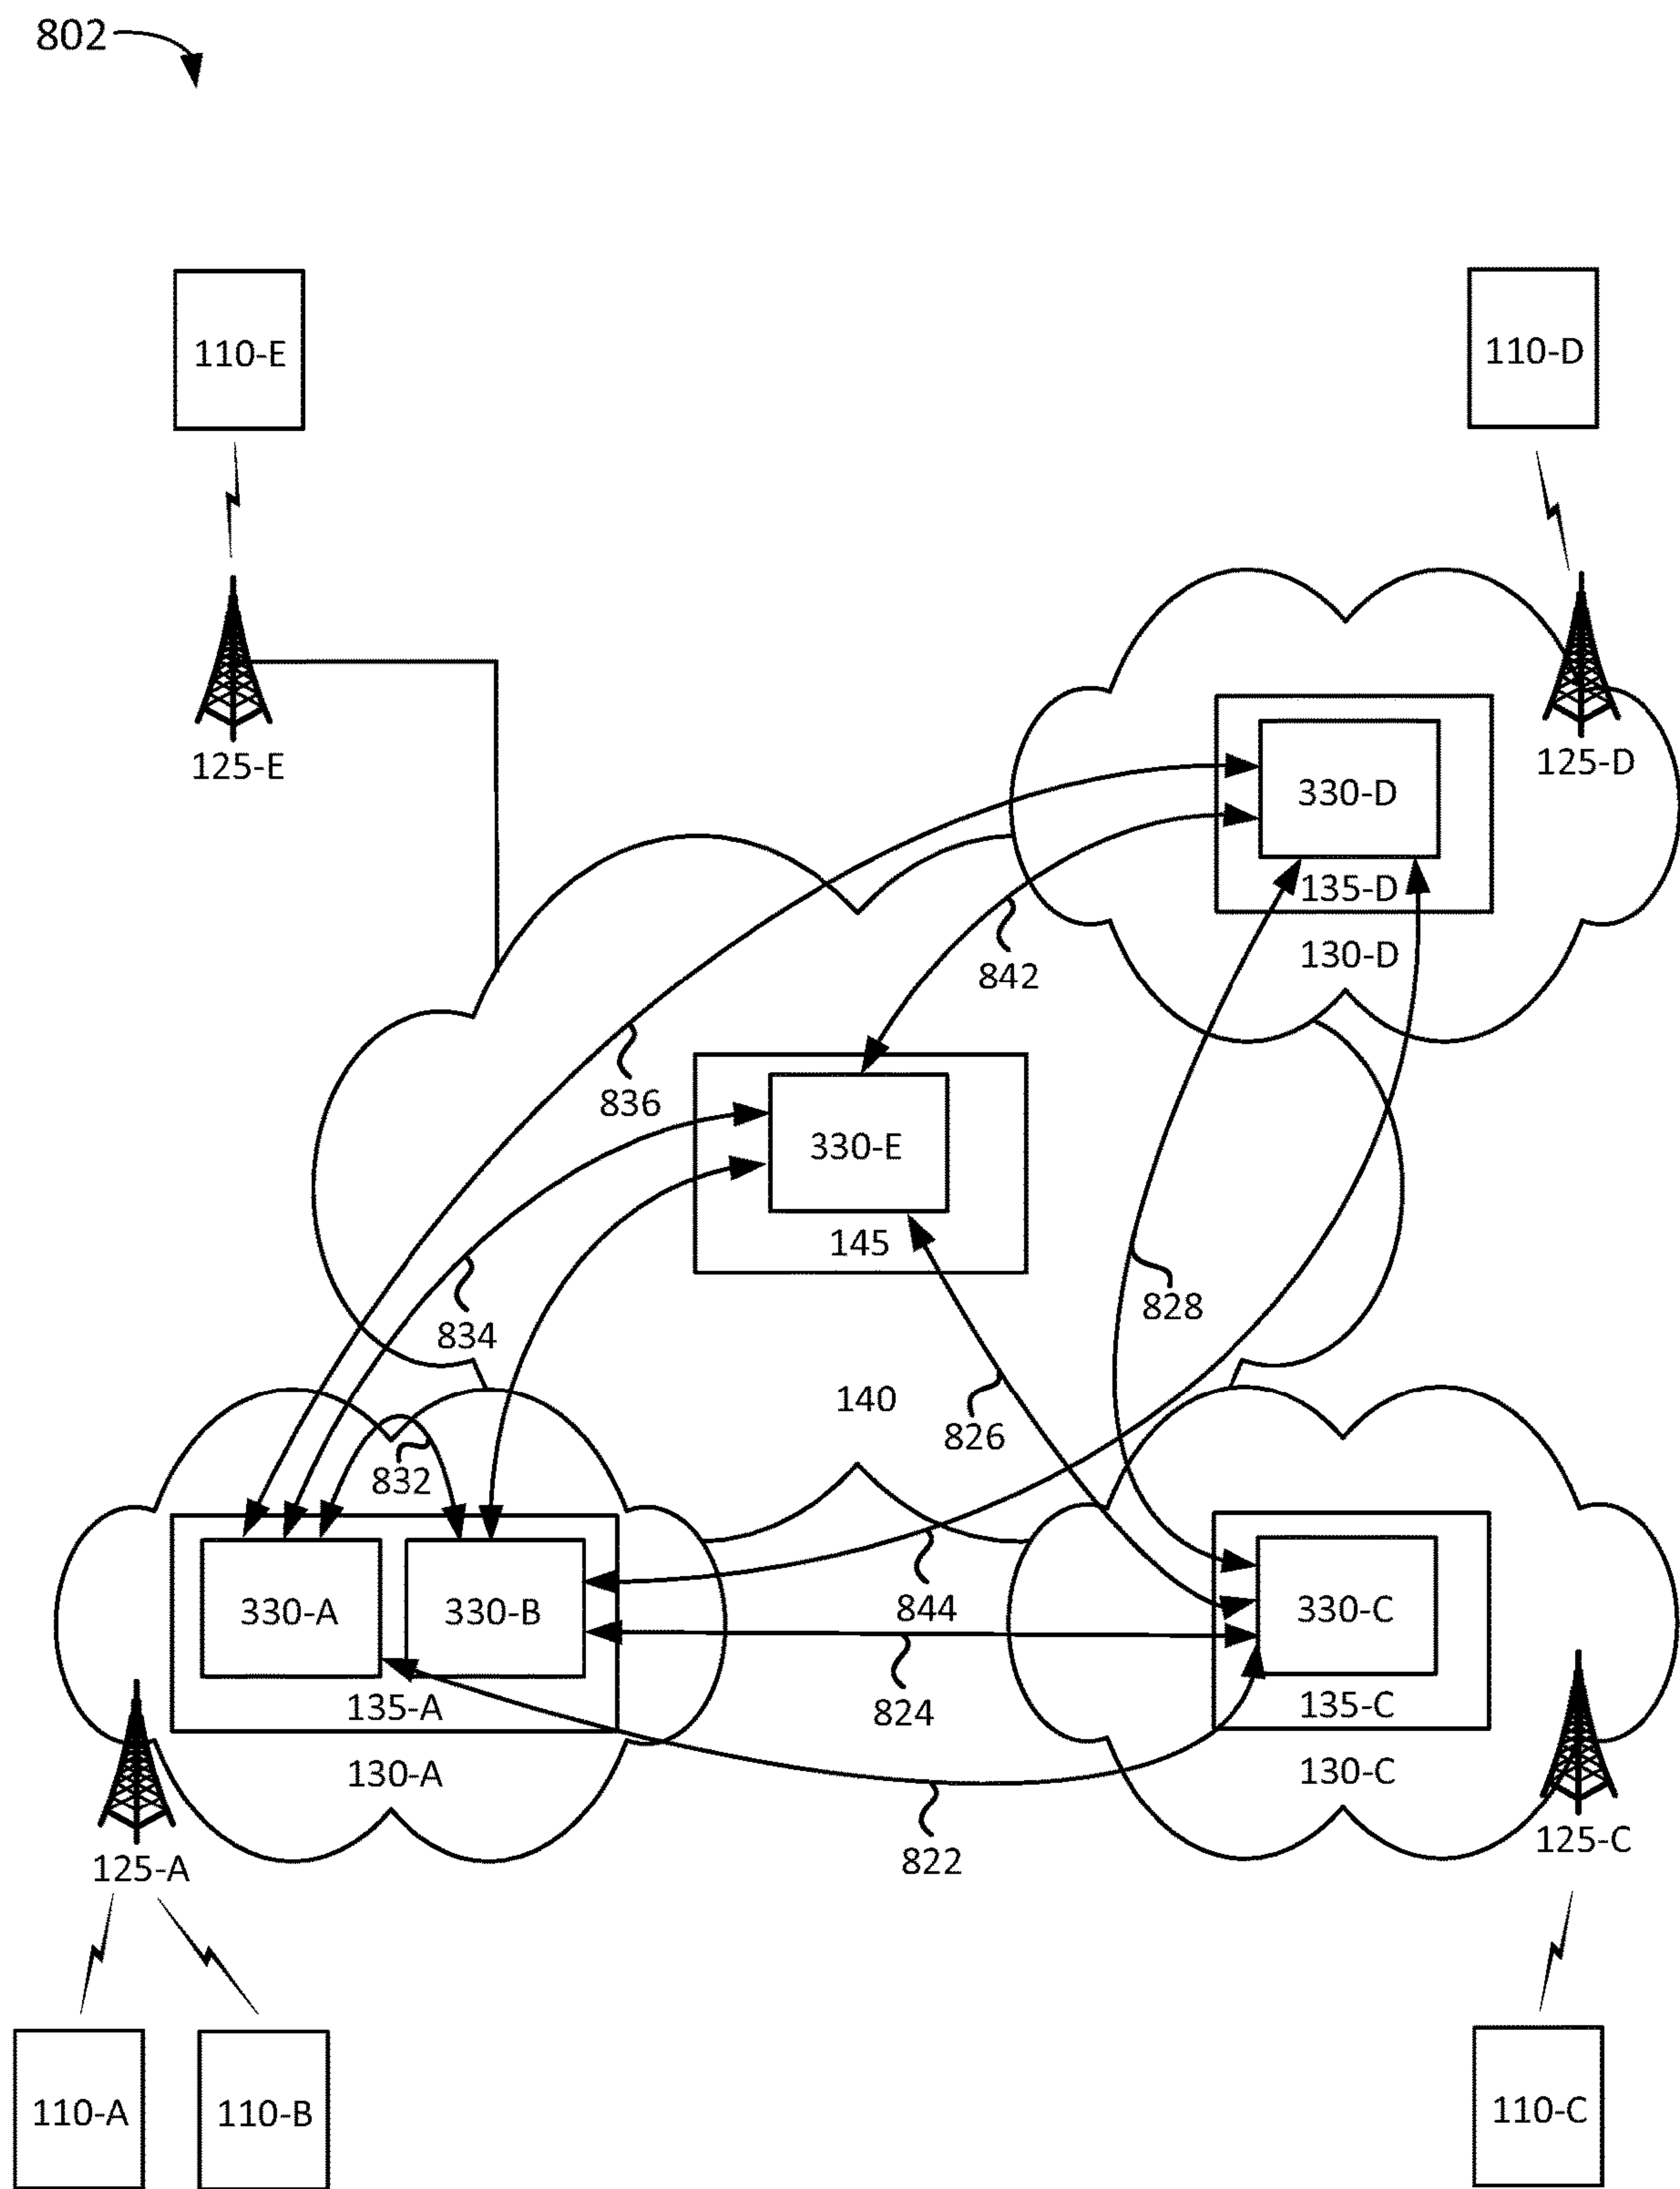 802
110-E
110-D
125-E
125-D
330-D
135-D
130-D
842
836
330-E
145
834
828
140
826
832
330-A
330-B
844
330-C
135-A
824
135-C
130-A
130-C
822
125-A
125-C
110-A
110-B
110-C